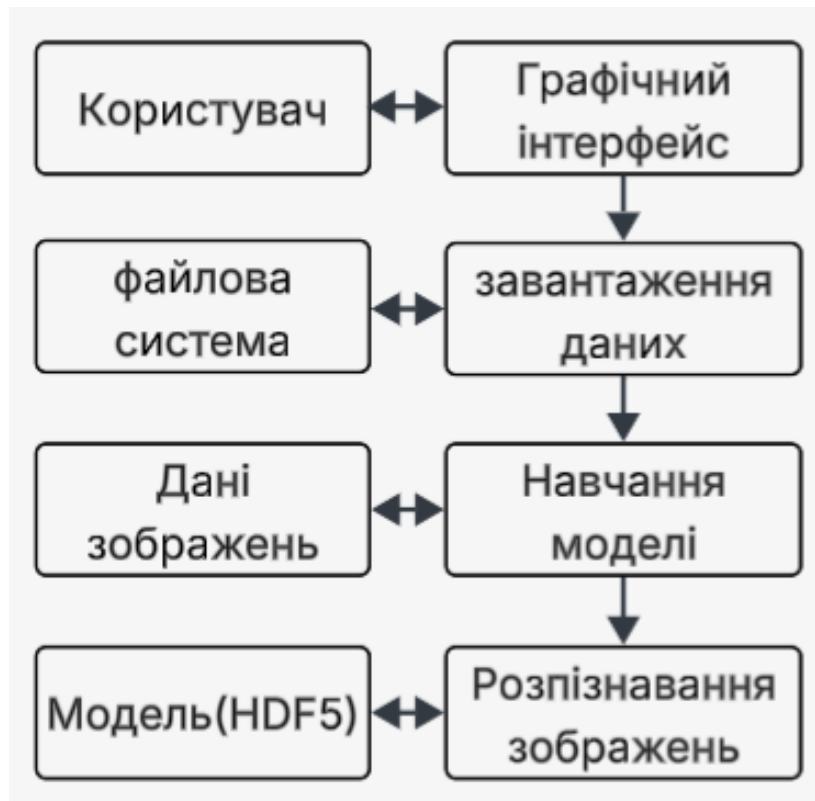 Користувач
Графічний
інтерфейс
файлова
система
завантаження
даних
Дані
зображень
Навчання
моделі
Модель(HDF5)
Розпізнавання
зображень